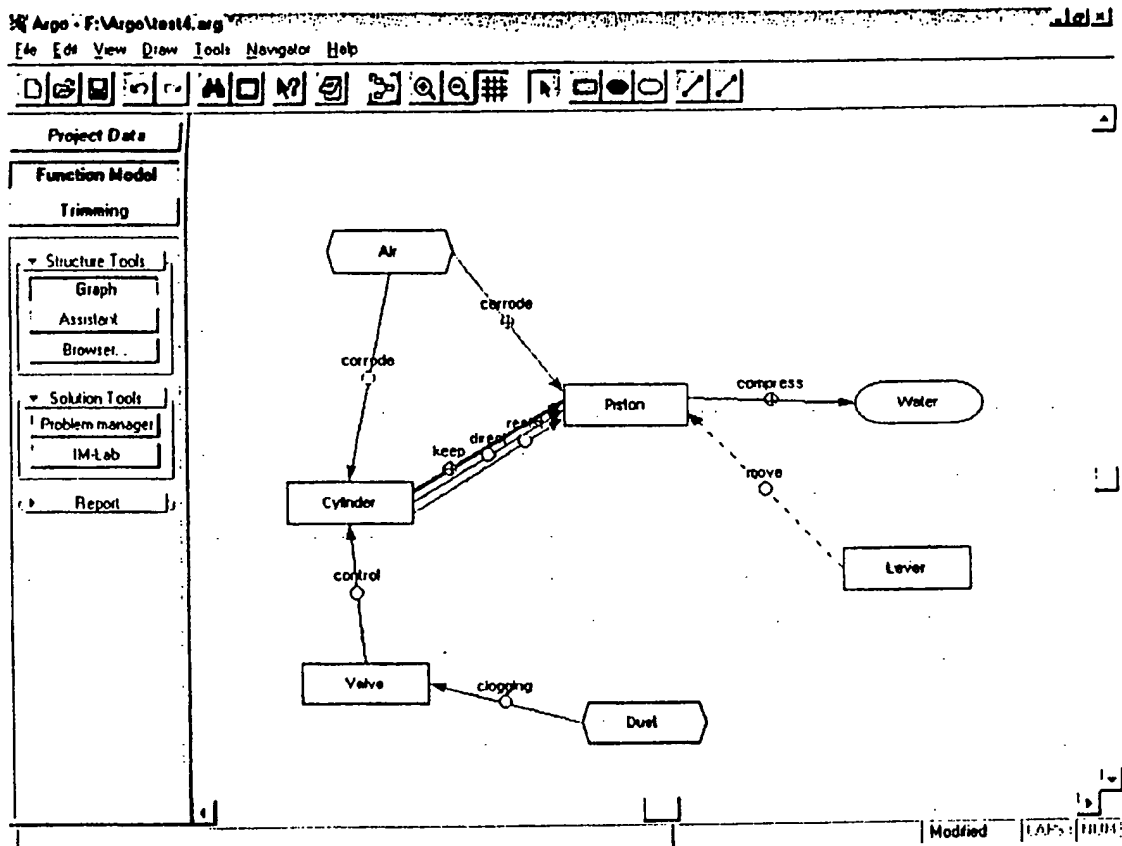 Argo - F:\Argo\test4.arg
File Edit View Draw Tools Navigator Help
Project Data
Function Model
Trimming
Structure Tools
Graph
Assistant
Browser...
Solution Tools
Problem manager
IM-Lab
Report
Air
corrode
corrode
Piston
compress
Water
keep
direct
Cylinder
move
Lever
control
Valve
clogging
Dust
Modified
CAPS
NUM